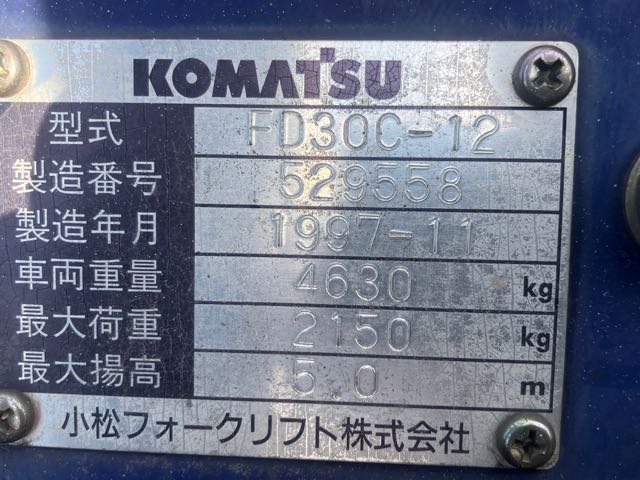 KOMATSU
型式 FD30C-12
製造番号 529558
製造年月 1997-11
車両重量 4630 kg
最大荷重 2150 kg
最大揚高 5.0 m
小松フォークリフト株式会社